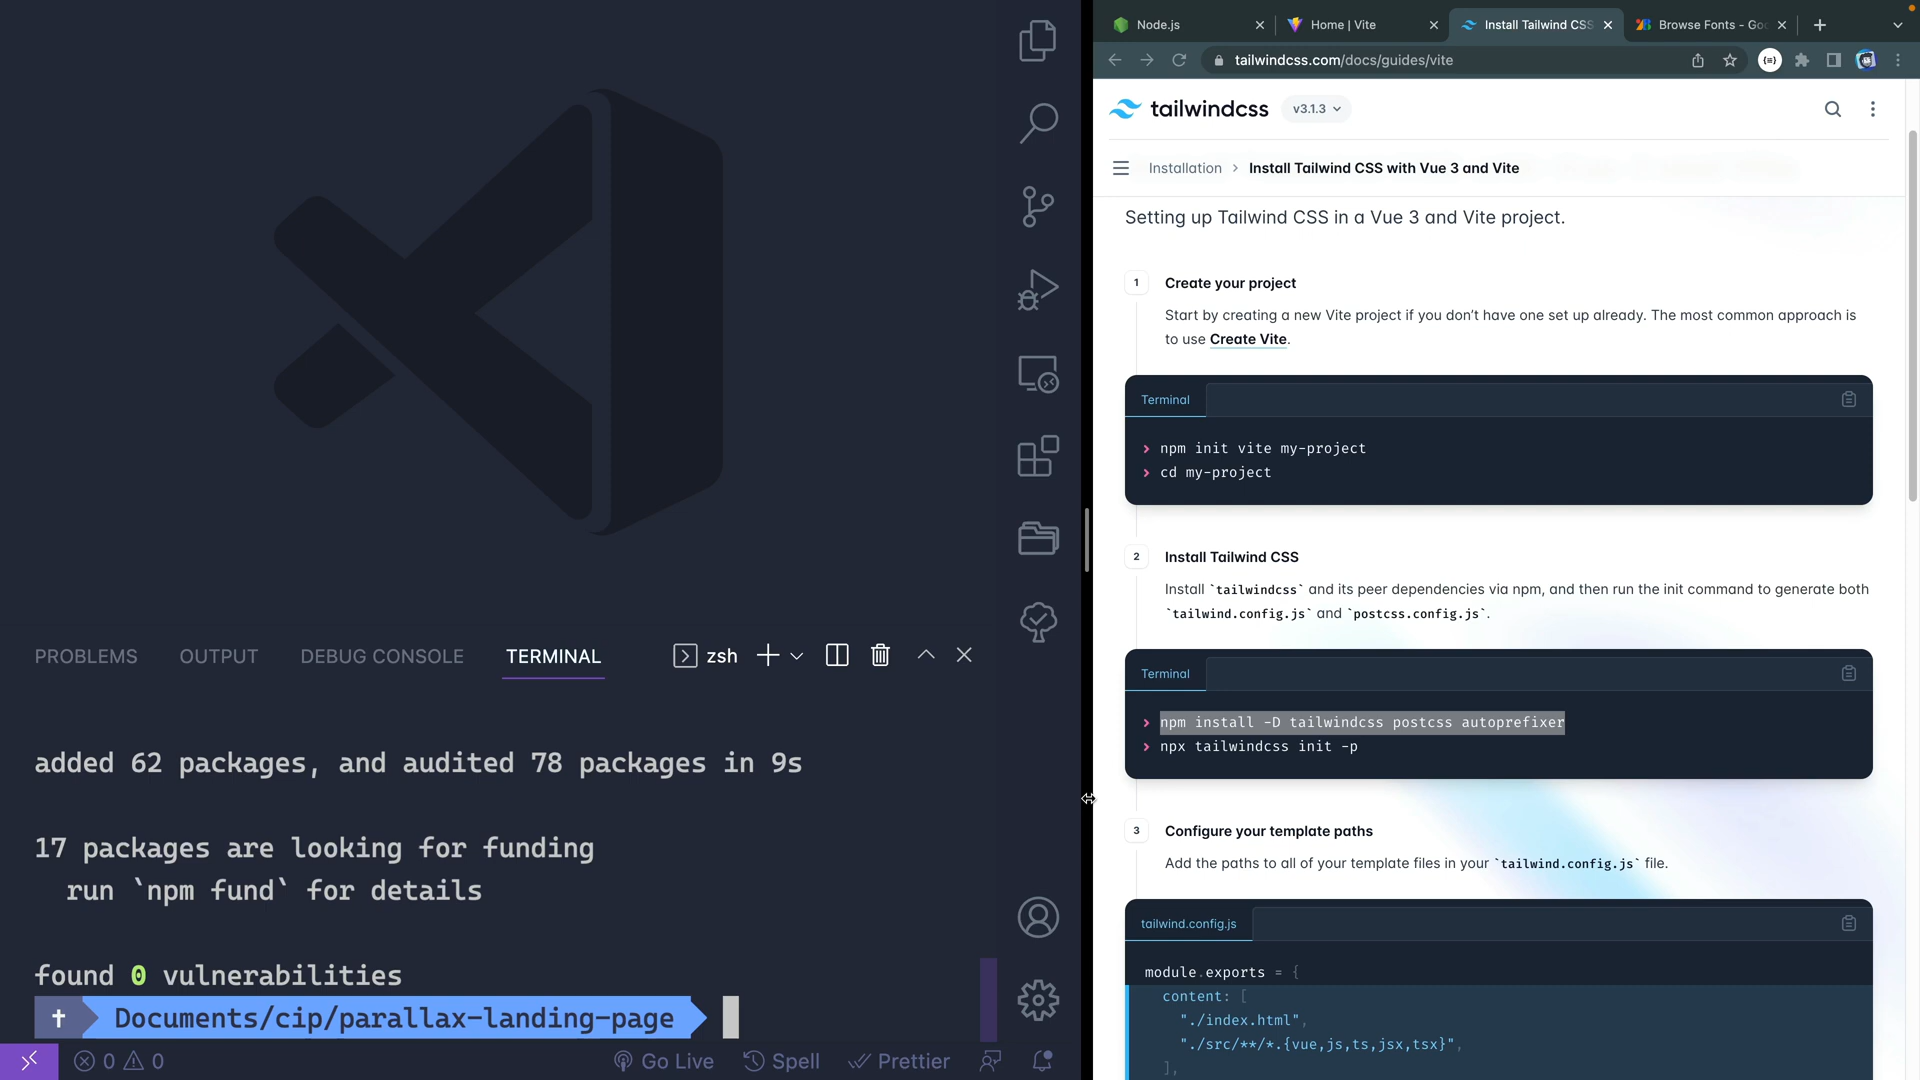 PROBLEMS OUTPUT DEBUG CONSOLE TERMINAL zsh
added 62 packages, and audited 78 packages in 9s
17 packages are looking for funding
run `npm fund` for details
found 0 vulnerabilities
Documents/cip/parallax-landing-page
0 0 Go Live Spell Prettier
Node.js Home | Vite Install Tailwind CSS Browse Fonts - Goo
tailwindcss.com/docs/guides/vite
tailwindcss v3.1.3
Installation > Install Tailwind CSS with Vue 3 and Vite
Setting up Tailwind CSS in a Vue 3 and Vite project.
1 Create your project
Start by creating a new Vite project if you don’t have one set up already. The most common approach is
to use Create Vite.
Terminal
> npm init vite my-project
> cd my-project
2 Install Tailwind CSS
Install `tailwindcss` and its peer dependencies via npm, and then run the init command to generate both
`tailwind.config.js` and `postcss.config.js`.
Terminal
> npm install -D tailwindcss postcss autoprefixer
> npx tailwindcss init -p
3 Configure your template paths
Add the paths to all of your template files in your `tailwind.config.js` file.
tailwind.config.js
module.exports = {
content: [
"./index.html",
"./src/**/*.{vue,js,ts,jsx,tsx}",
],